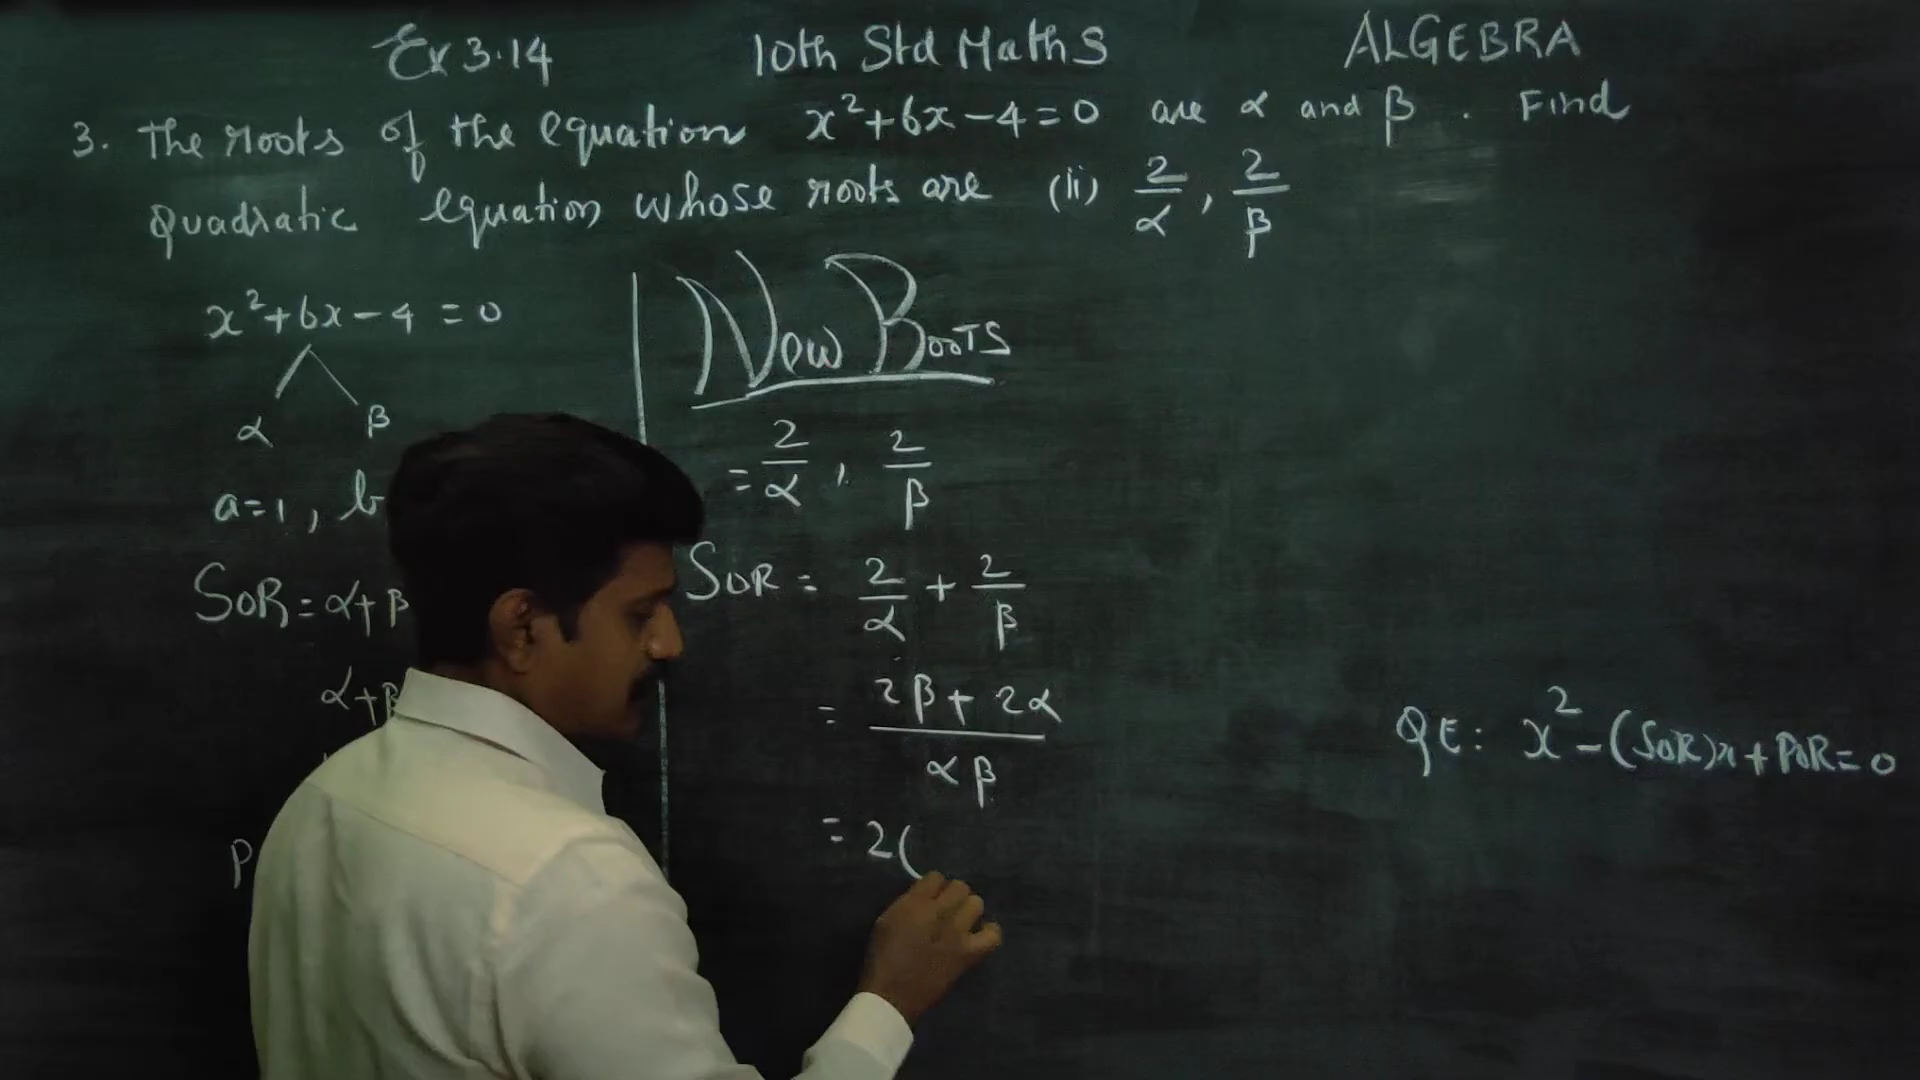 Ex 3.14 10th Std Maths ALGEBRA
3. The roots of the equation x²+6x-4=0 are α and β . Find
quadratic equation whose roots are (ii) 2/α , 2/β
x²+6x-4=0
α β
a=1, b
SOR=α+β
α+β
P
New Roots
= 2/α , 2/β
SOR = 2/α + 2/β
= (2β+2α)/αβ
= 2(
QE: x²-(SOR)x+POR=0